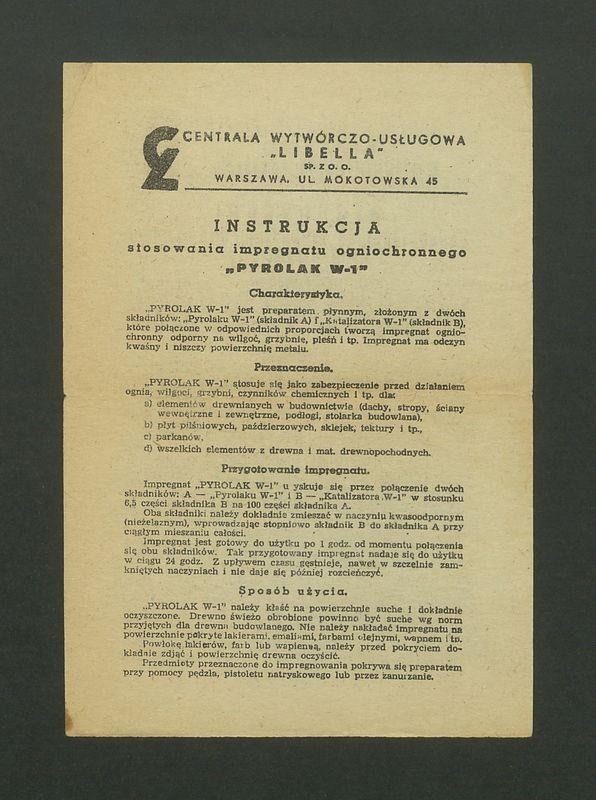 CENTRALA WYTWÓRCZO-USŁUGOWA
„LIBELLA"
SP. Z O. O.
WARSZAWA, UL. MOKOTOWSKA 45
INSTRUKCJA
stosowania impregnatu ogniochronnego
„PYROLAK W-1"
Charakterystyka.
„PYROLAK W-1" jest preparatem płynnym, złożonym z dwóch
składników: „Pyrolaku W-1" (składnik A) i „Katalizatora W-1" (składnik B),
które połączone w odpowiednich proporcjach tworzą impregnat ognio-
chronny odporny na wilgoć, grzybnie, pleśń i tp. Impregnat ma odczyn
kwaśny i niszczy powierzchnię metalu.
Przeznaczenie.
„PYROLAK W-1" stosuje się jako zabezpieczenie przed działaniem
ognia, wilgoci, grzybni, czynników chemicznych i tp. dla:
a) elementów drewnianych w budownictwie (dachy, stropy, ściany
wewnętrzne i zewnętrzne, podłogi, stolarka budowlana),
b) płyt pilśniowych, paździerzowych, sklejek, tektury i tp.,
c) parkanów,
d) wszelkich elementów z drewna i mat. drewnopochodnych.
Przygotowanie impregnatu.
Impregnat „PYROLAK W-1" u yskuje się przez połączenie dwóch
składników: A — „Pyrolaku W-1" i B — „Katalizatora W-1" w stosunku
6,5 części składnika B na 100 części składnika A.
Oba składniki należy dokładnie zmieszać w naczyniu kwasoodpornym
(nieżelaznym), wprowadzając stopniowo składnik B do składnika A przy
ciągłym mieszaniu całości.
Impregnat jest gotowy do użytku po 1 godz. od momentu połączenia
się obu składników. Tak przygotowany impregnat nadaje się do użytku
w ciągu 24 godz. Z upływem czasu gęstnieje, nawet w szczelnie zam-
kniętych naczyniach i nie daje się później rozcieńczyć.
Sposób użycia.
„PYROLAK W-1" należy kłaść na powierzchnie suche i dokładnie
oczyszczone. Drewno świeżo obrobione powinno być suche wg norm
przyjętych dla drewna budowlanego. Nie należy nakładać impregnatu na
powierzchnie pokryte lakierami, emaliami, farbami olejnymi, wapnem i tp.
Powłokę lakierów, farb lub wapienną, należy przed pokryciem do-
kładnie zdjąć i powierzchnię drewna oczyścić.
Przedmioty przeznaczone do impregnowania pokrywa się preparatem
przy pomocy pędzla, pistoletu natryskowego lub przez zanurzanie.